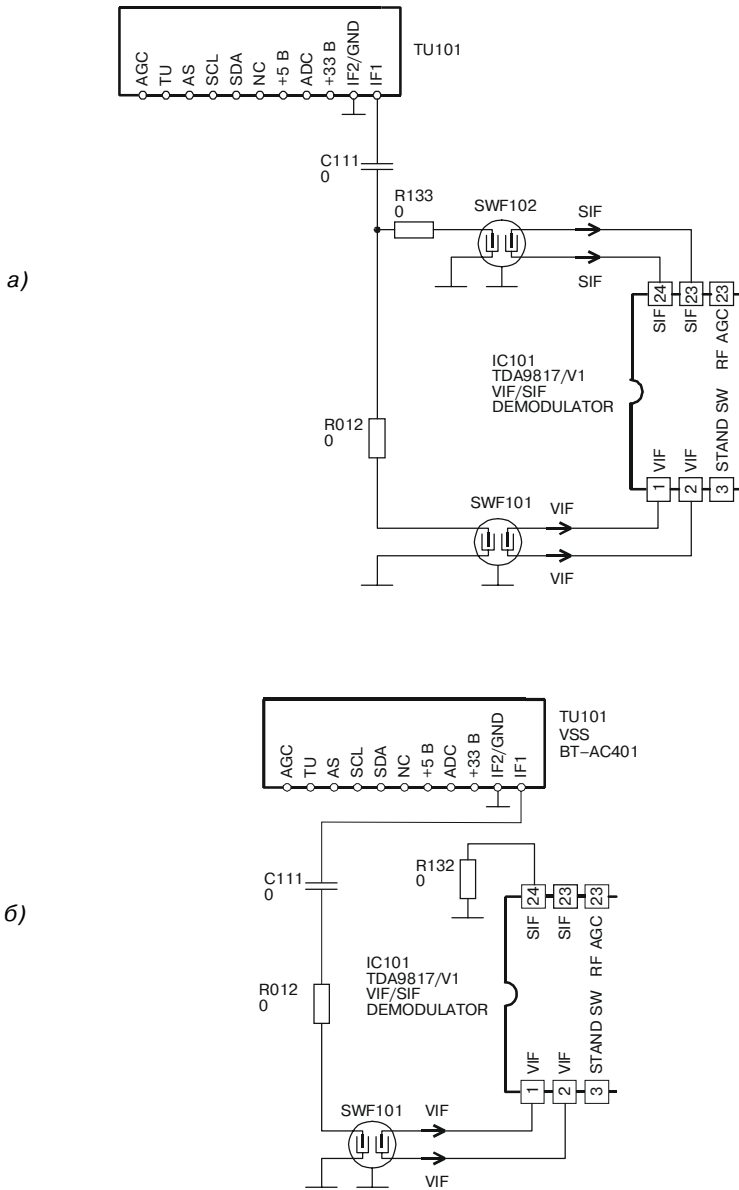 AGC
TU
AS
SCL
SDA
NC
+5 В
ADC
+33 В
IF2/GND
IF1
TU101
C111
0
R133
0
SWF102
SIF
SIF
а)
24
23
23
SIF
SIF
RF AGC
IC101
TDA9817/V1
VIF/SIF
DEMODULATOR
R012
0
VIF
VIF
STAND SW
1
2
3
SWF101
VIF
VIF
AGC
TU
AS
SCL
SDA
NC
+5 В
ADC
+33 В
IF2/GND
IF1
TU101
VSS
BT–AC401
C111
0
R132
0
24
23
23
SIF
SIF
RF AGC
б)
IC101
TDA9817/V1
VIF/SIF
DEMODULATOR
R012
0
VIF
VIF
STAND SW
1
2
3
SWF101
VIF
VIF